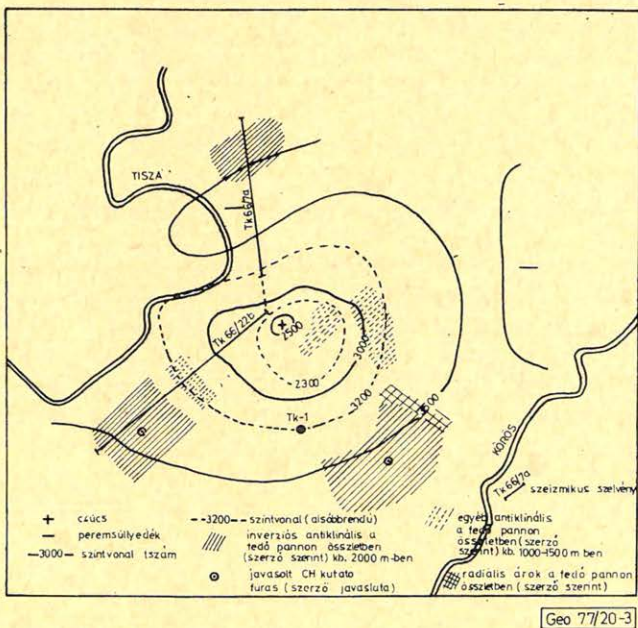 TISZA
Tk 66/7a
Tk 66/22b
2500
2300
3000
3200
Tk-1
KÖRÖS
Tk66/7a
szeizmikus szelvény
csúcs
peremsüllyedék
—3000— szintvonal tszám
--3200-- szintvonal (alsóbbrendű)
inverziós antiklinális a
fedő pannon összletben
(szerző szerint) kb. 2000 m-ben
javasolt CH kutató
fúrás (szerző javaslata)
egyéb antiklinális
a fedő pannon
összletben (szerző
szerint) kb. 1000-1500 m ben
radiális árok a fedő pannon
összletben (szerző szerint)
Geo 77/20-3